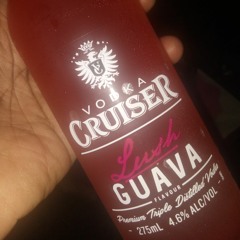 VODKA
CRUISER
Lush
GUAVA
FLAVOUR
Premium Triple Distilled Vodka
275mL 4.6% ALC/VOL